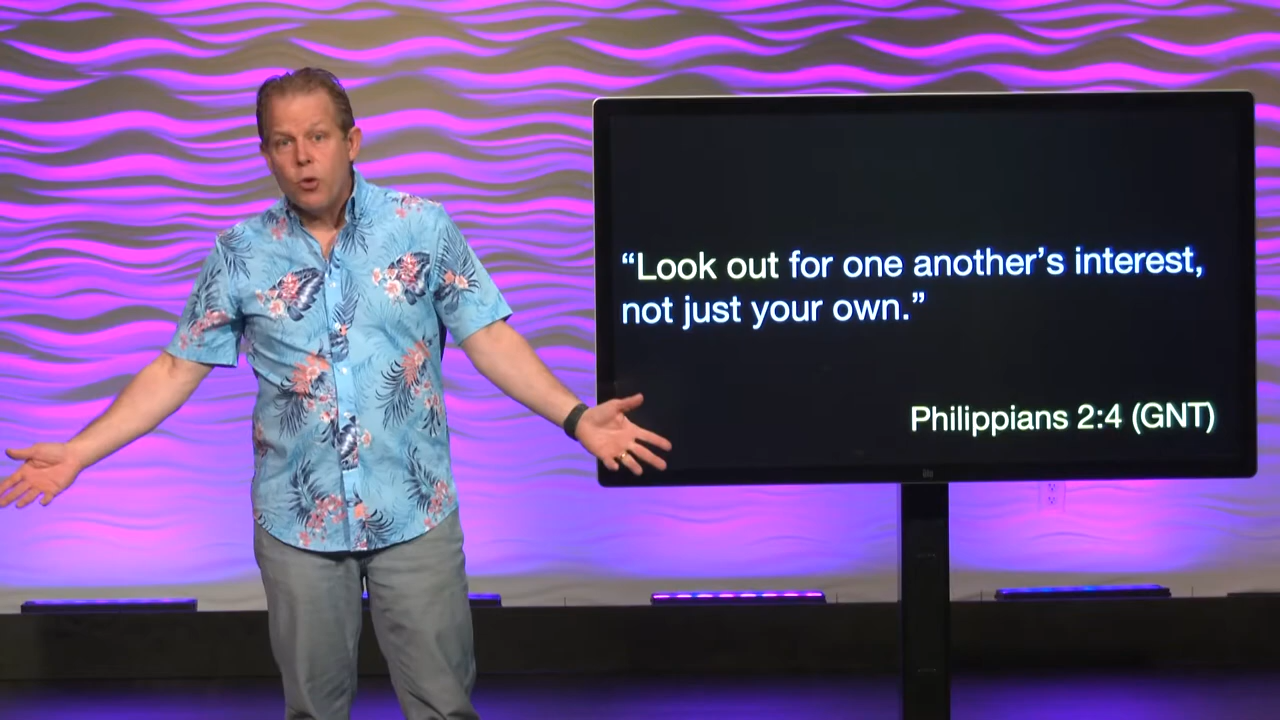 “Look out for one another’s interest,
not just your own.”
Philippians 2:4 (GNT)